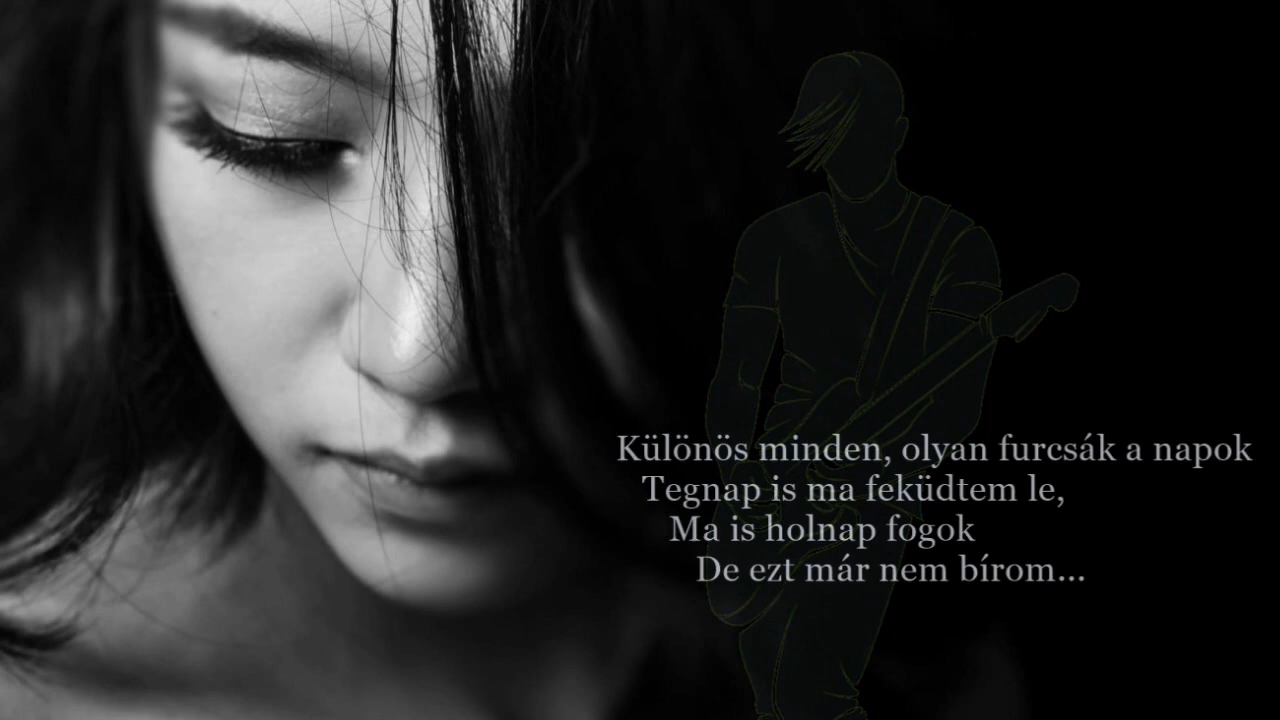 Különös minden, olyan furcsák a napok
Tegnap is ma feküdtem le,
Ma is holnap fogok
De ezt már nem bírom...